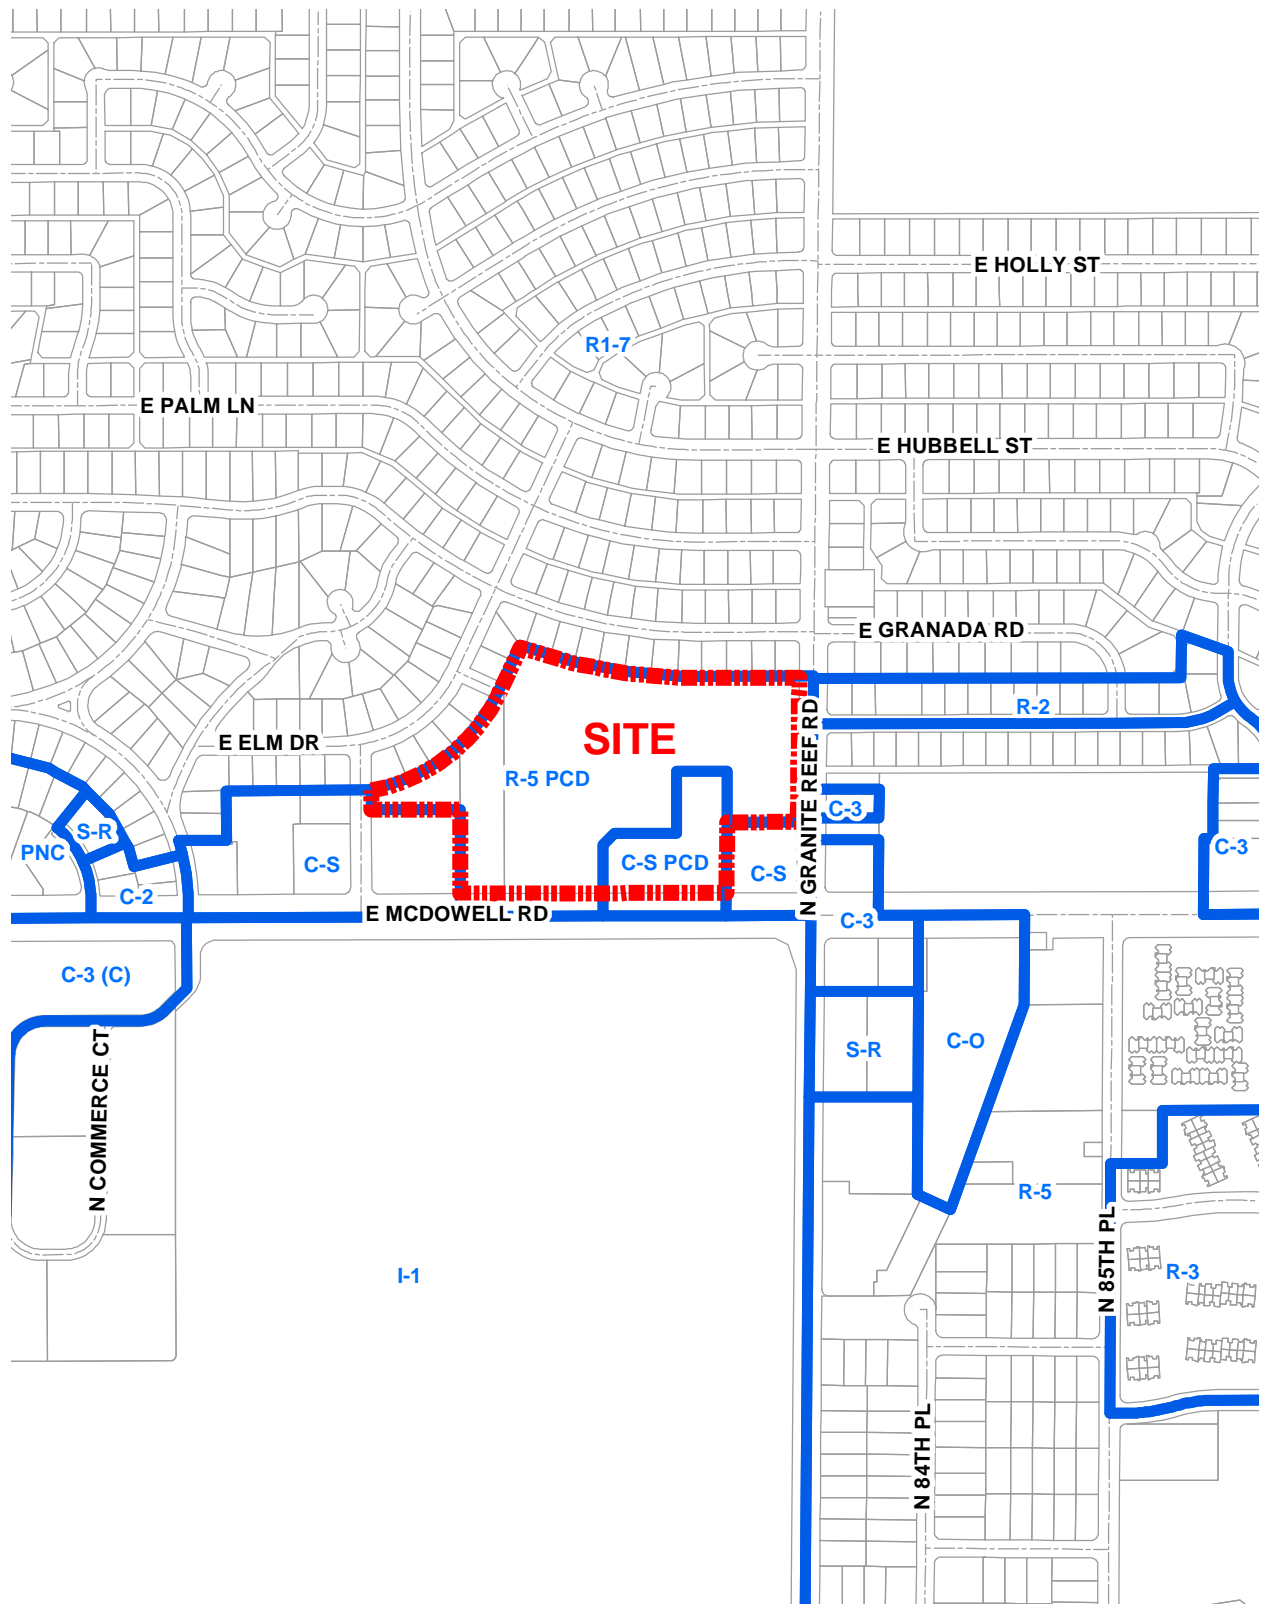 E HOLLY ST
R1-7
E PALM LN
E HUBBELL ST
E GRANADA RD
R-2
SITE
E ELM DR
R-5 PCD
N GRANITE REEF RD
C-3
S-R
PNC
C-S
C-S PCD
C-S
C-3
C-2
E MCDOWELL RD
C-3
C-3 (C)
C-O
S-R
N COMMERCE CT
R-5
N 85TH PL
R-3
I-1
N 84TH PL